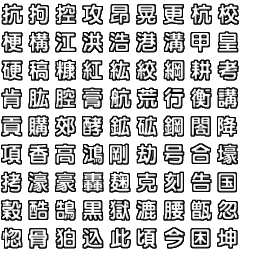 抗拘控攻昂晃更杭校
梗構江洪浩港溝甲皇
硬稿糠紅紘絞綱耕考
肯肱腔膏航荒行衡講
貢購郊酵鉱砿鋼閤降
項香高鴻剛劫号合壕
拷濠豪轟麹克刻告国
穀酷鵠黒獄漉腰甑忽
惚骨狛込此頃今困坤